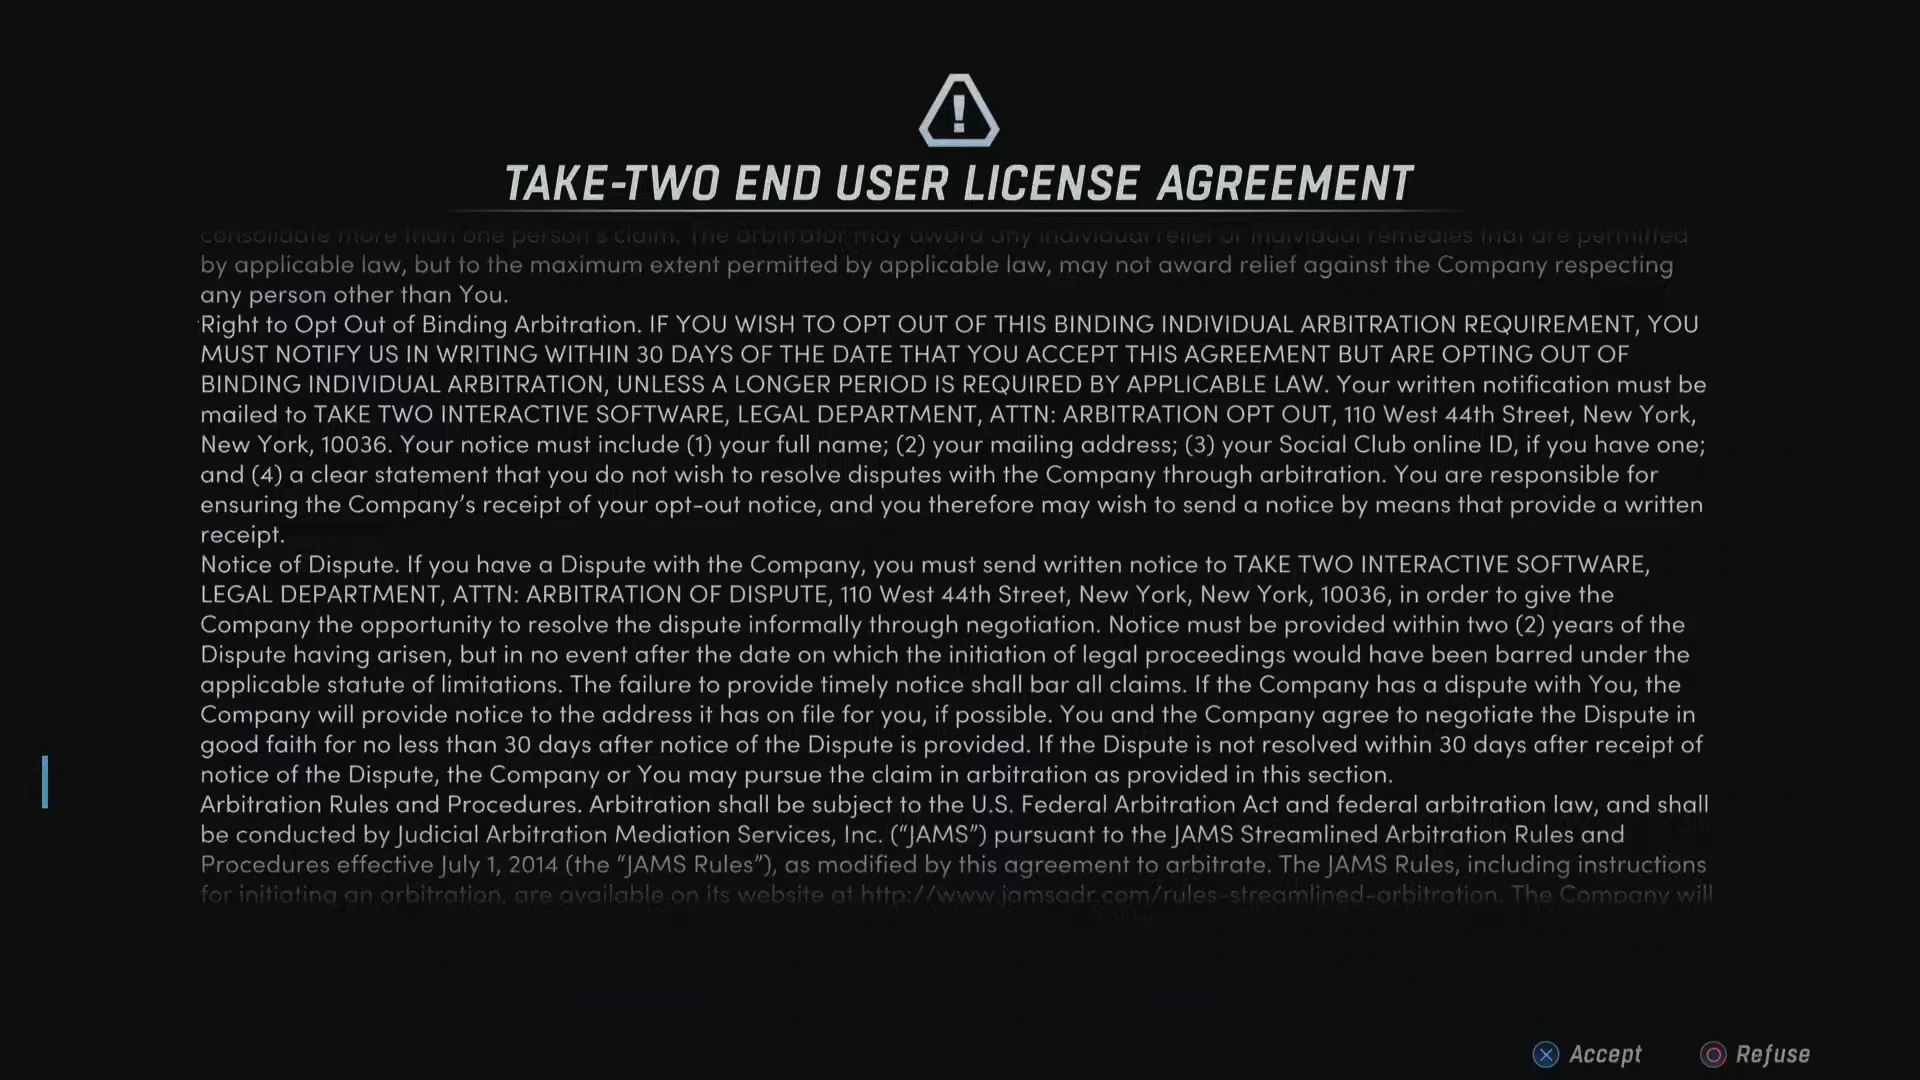 TAKE-TWO END USER LICENSE AGREEMENT
consolidate more than one person's claim. The arbitrator may award any individual relief or individual remedies that are permitted
by applicable law, but to the maximum extent permitted by applicable law, may not award relief against the Company respecting
any person other than You.
Right to Opt Out of Binding Arbitration. IF YOU WISH TO OPT OUT OF THIS BINDING INDIVIDUAL ARBITRATION REQUIREMENT, YOU
MUST NOTIFY US IN WRITING WITHIN 30 DAYS OF THE DATE THAT YOU ACCEPT THIS AGREEMENT BUT ARE OPTING OUT OF
BINDING INDIVIDUAL ARBITRATION, UNLESS A LONGER PERIOD IS REQUIRED BY APPLICABLE LAW. Your written notification must be
mailed to TAKE TWO INTERACTIVE SOFTWARE, LEGAL DEPARTMENT, ATTN: ARBITRATION OPT OUT, 110 West 44th Street, New York,
New York, 10036. Your notice must include (1) your full name; (2) your mailing address; (3) your Social Club online ID, if you have one;
and (4) a clear statement that you do not wish to resolve disputes with the Company through arbitration. You are responsible for
ensuring the Company’s receipt of your opt-out notice, and you therefore may wish to send a notice by means that provide a written
receipt.
Notice of Dispute. If you have a Dispute with the Company, you must send written notice to TAKE TWO INTERACTIVE SOFTWARE,
LEGAL DEPARTMENT, ATTN: ARBITRATION OF DISPUTE, 110 West 44th Street, New York, New York, 10036, in order to give the
Company the opportunity to resolve the dispute informally through negotiation. Notice must be provided within two (2) years of the
Dispute having arisen, but in no event after the date on which the initiation of legal proceedings would have been barred under the
applicable statute of limitations. The failure to provide timely notice shall bar all claims. If the Company has a dispute with You, the
Company will provide notice to the address it has on file for you, if possible. You and the Company agree to negotiate the Dispute in
good faith for no less than 30 days after notice of the Dispute is provided. If the Dispute is not resolved within 30 days after receipt of
notice of the Dispute, the Company or You may pursue the claim in arbitration as provided in this section.
Arbitration Rules and Procedures. Arbitration shall be subject to the U.S. Federal Arbitration Act and federal arbitration law, and shall
be conducted by Judicial Arbitration Mediation Services, Inc. (“JAMS”) pursuant to the JAMS Streamlined Arbitration Rules and
Procedures effective July 1, 2014 (the “JAMS Rules”), as modified by this agreement to arbitrate. The JAMS Rules, including instructions
for initiating an arbitration, are available on its website at http://www.jamsadr.com/rules-streamlined-arbitration. The Company will
Accept Refuse